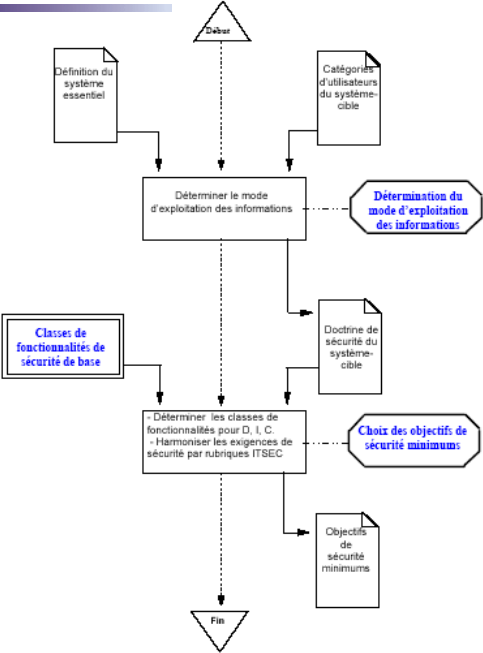 Début
Définition du
système
essentiel
Catégories
d'utilisateurs
du système-
cible
Déterminer le mode
d'exploitation des informations
Détermination du
mode d'exploitation
des informations
Classes de
fonctionnalités de
sécurité de base
Doctrine de
sécurité du
système-
cible
- Déterminer les classes de
fonctionnalités pour D, I, C.
- Harmoniser les exigences de
sécurité par rubriques ITSEC
Choix des objectifs de
sécurité minimums
Objectifs
de
sécurité
minimums
Fin